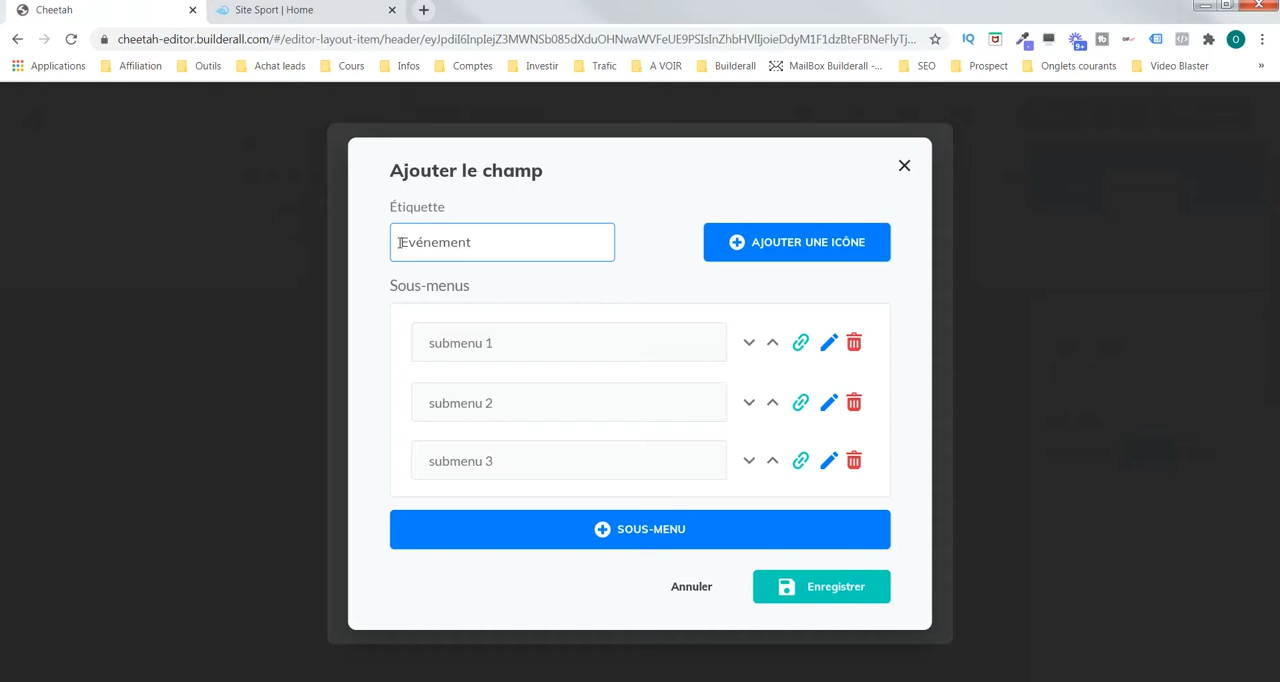 Cheetah
Site Sport | Home
cheetah-editor.builderall.com/#/editor-layout-item/header/eyJpdiI6InpIejZ3MWNSb085dXduOHNwaWVFeUE9PSIsInZhbHVlIjoieDdyM1F1dzBteFBNeFlyTj...
Applications
Affiliation
Outils
Achat leads
Cours
Infos
Comptes
Investir
Trafic
A VOIR
Builderall
MailBox Builderall -...
SEO
Prospect
Onglets courants
Video Blaster
»
Ajouter le champ
Étiquette
Evénement
AJOUTER UNE ICÔNE
Sous-menus
submenu 1
submenu 2
submenu 3
SOUS-MENU
Annuler
Enregistrer